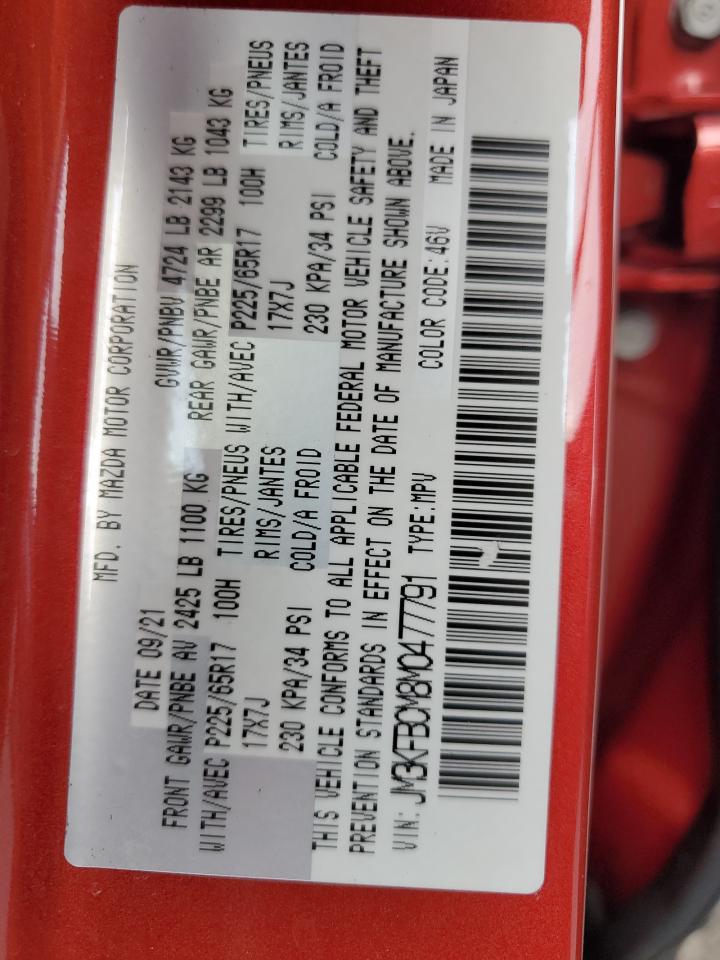 MFD. BY MAZDA MOTOR CORPORATION
DATE 09/21 GVWR/PNBV 4724 LB 2143 KG
FRONT GAWR/PNBE AV 2425 LB 1100 KG REAR GAWR/PNBE AR 2299 LB 1043 KG
WITH/AVEC P225/65R17 100H TIRES/PNEUS WITH/AVEC P225/65R17 100H TIRES/PNEUS
17X7J RIMS/JANTES 17X7J RIMS/JANTES
230 KPA/34 PSI COLD/A FROID 230 KPA/34 PSI COLD/A FROID
THIS VEHICLE CONFORMS TO ALL APPLICABLE FEDERAL MOTOR VEHICLE SAFETY AND THEFT
PREVENTION STANDARDS IN EFFECT ON THE DATE OF MANUFACTURE SHOWN ABOVE.
VIN: JM3KFBCM8M0477791 TYPE:MPV COLOR CODE:46V MADE IN JAPAN